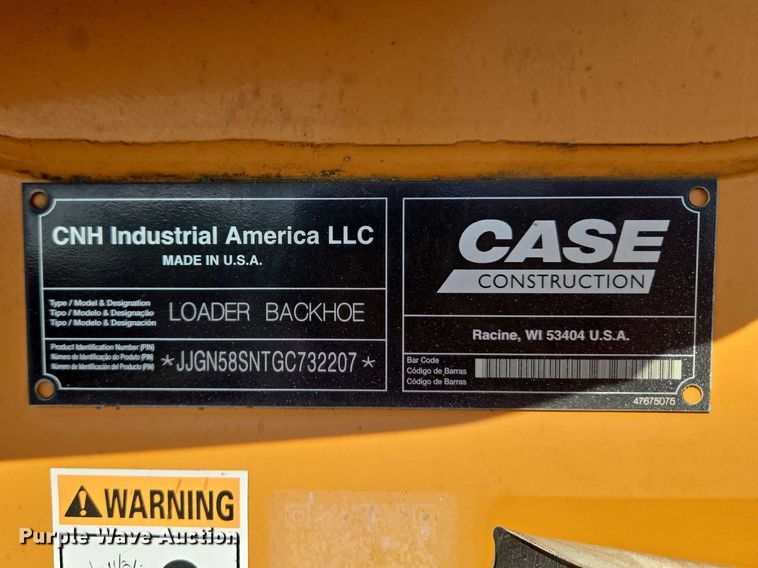 CNH Industrial America LLC
MADE IN U.S.A.
Type / Model & Designation
Tipo / Modelo & Designação
Tipo / Modelo & Designación
LOADER BACKHOE
Product Identification Number (PIN)
Número de Identificação do Produto (PIN)
Número de Identificación del Producto (PIN)
*JJGN58SNTGC732207*
CASE
CONSTRUCTION
Racine, WI 53404 U.S.A.
Bar Code
Código de Barras
Código de Barras
47675075
WARNING
Purple Wave Auction